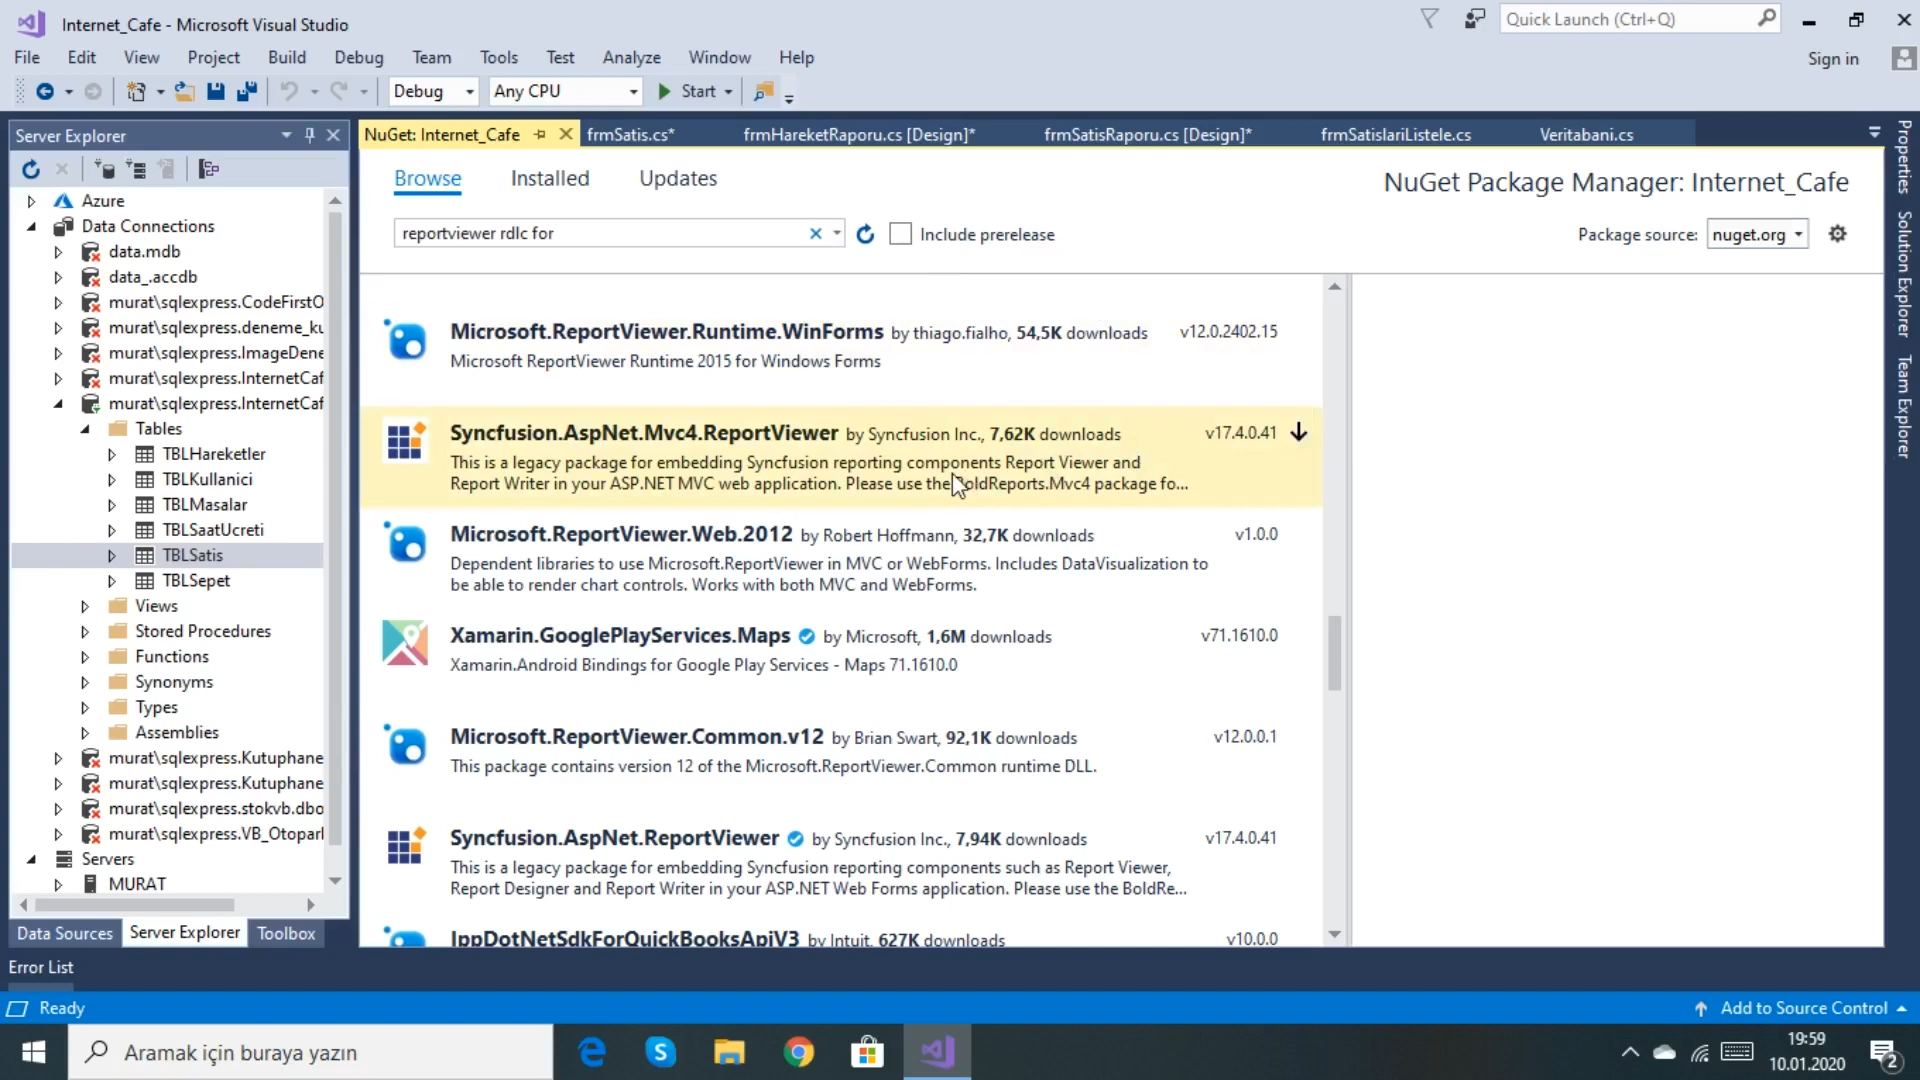 Internet_Cafe - Microsoft Visual Studio
Quick Launch (Ctrl+Q)
File Edit View Project Build Debug Team Tools Test Analyze Window Help
Sign in
Debug Any CPU Start
Server Explorer
NuGet: Internet_Cafe frmSatis.cs* frmHareketRaporu.cs [Design]* frmSatisRaporu.cs [Design]* frmSatislariListele.cs Veritabani.cs
Azure
Data Connections
data.mdb
data_.accdb
murat\sqlexpress.CodeFirstO
murat\sqlexpress.deneme_ku
murat\sqlexpress.ImageDene
murat\sqlexpress.InternetCaf
murat\sqlexpress.InternetCaf
Tables
TBLHareketler
TBLKullanici
TBLMasalar
TBLSaatUcreti
TBLSatis
TBLSepet
Views
Stored Procedures
Functions
Synonyms
Types
Assemblies
murat\sqlexpress.Kutuphane
murat\sqlexpress.Kutuphane
murat\sqlexpress.stokvb.dbo
murat\sqlexpress.VB_Otoparl
Servers
MURAT
Data Sources Server Explorer Toolbox
Browse Installed Updates
NuGet Package Manager: Internet_Cafe
reportviewer rdlc for
Include prerelease
Package source: nuget.org
Microsoft.ReportViewer.Runtime.WinForms by thiago.fialho, 54,5K downloads v12.0.2402.15
Microsoft ReportViewer Runtime 2015 for Windows Forms
Syncfusion.AspNet.Mvc4.ReportViewer by Syncfusion Inc., 7,62K downloads v17.4.0.41
This is a legacy package for embedding Syncfusion reporting components Report Viewer and
Report Writer in your ASP.NET MVC web application. Please use the BoldReports.Mvc4 package fo...
Microsoft.ReportViewer.Web.2012 by Robert Hoffmann, 32,7K downloads v1.0.0
Dependent libraries to use Microsoft.ReportViewer in MVC or WebForms. Includes DataVisualization to
be able to render chart controls. Works with both MVC and WebForms.
Xamarin.GooglePlayServices.Maps by Microsoft, 1,6M downloads v71.1610.0
Xamarin.Android Bindings for Google Play Services - Maps 71.1610.0
Microsoft.ReportViewer.Common.v12 by Brian Swart, 92,1K downloads v12.0.0.1
This package contains version 12 of the Microsoft.ReportViewer.Common runtime DLL.
Syncfusion.AspNet.ReportViewer by Syncfusion Inc., 7,94K downloads v17.4.0.41
This is a legacy package for embedding Syncfusion reporting components such as Report Viewer,
Report Designer and Report Writer in your ASP.NET Web Forms application. Please use the BoldRe...
IppDotNetSdkForQuickBooksApiV3 by Intuit, 627K downloads v10.0.0
Properties
Solution Explorer
Team Explorer
Error List
Ready
Add to Source Control
Aramak için buraya yazın
19:59
10.01.2020
2